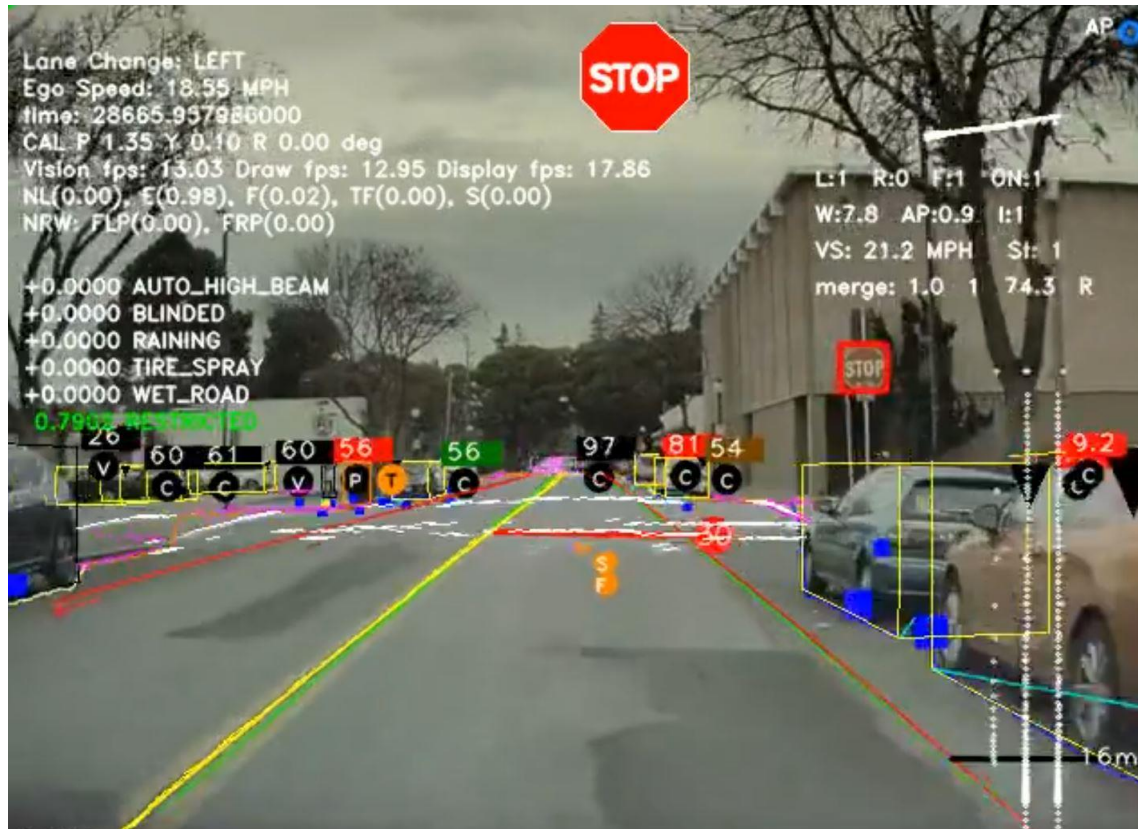 STOP
AP
Lane Change: LEFT
Ego Speed: 18.55 MPH
time: 28665.957986000
CAL P 1.35 Y 0.10 R 0.00 deg
Vision fps: 13.03 Draw fps: 12.95 Display fps: 17.86
NL(0.00), E(0.98), F(0.02), TF(0.00), S(0.00)
NRW: FLP(0.00), FRP(0.00)
L:1 R:0 F:1 ON:1
W:7.8 AP:0.9 I:1
VS: 21.2 MPH St: 1
merge: 1.0 1 74.3 R
+0.0000 AUTO_HIGH_BEAM
+0.0000 BLINDED
+0.0000 RAINING
+0.0000 TIRE_SPRAY
+0.0000 WET_ROAD
RESTRICTED
STOP
26 60 61 60 56 56 97 81 54 9.2
V C C V P T C C C C C
30
S
F
16m